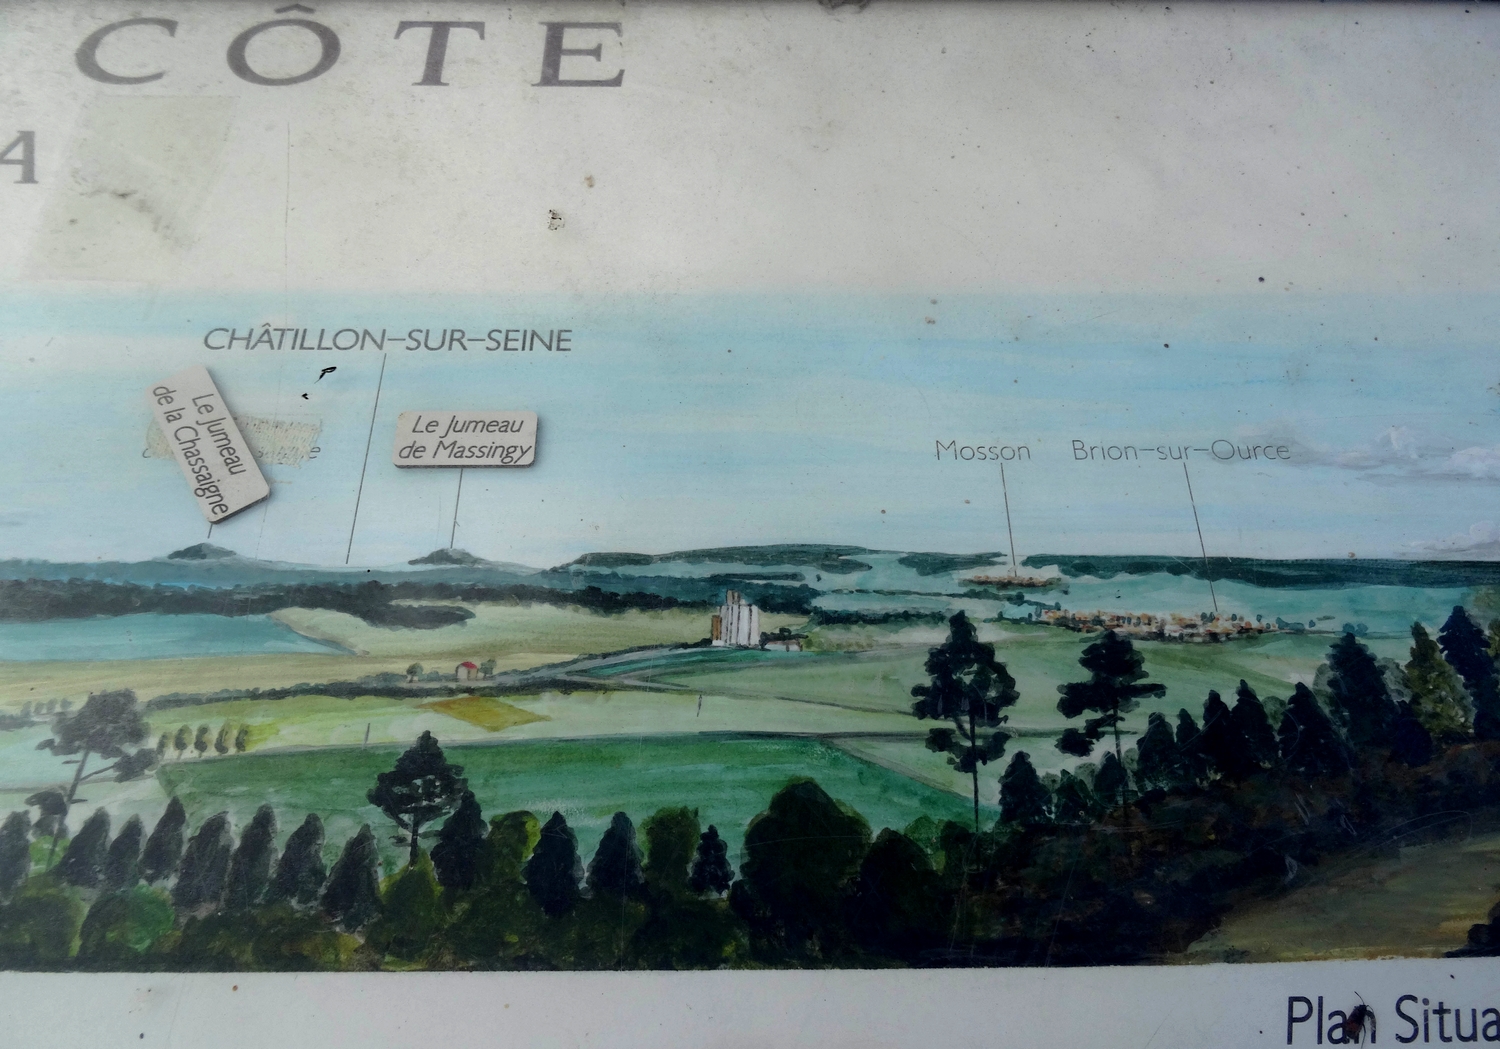 CÔTE
A
CHÂTILLON–SUR–SEINE
Le Jumeau
de la Chassaigne
Le Jumeau
de Massingy
Mosson
Brion–sur–Ource
Plan Situa